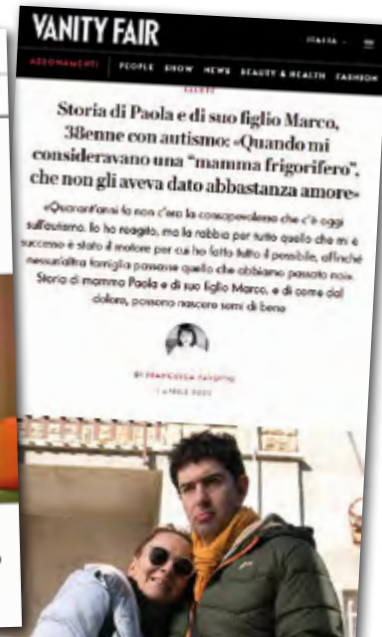 VANITY FAIR
ITALIA
ABBONAMENTI PEOPLE SHOW NEWS BEAUTY & HEALTH FASHION
Storia di Paola e di suo figlio Marco,
38enne con autismo: «Quando mi
consideravano una "mamma frigorifero",
che non gli aveva dato abbastanza amore»
«Quarant'anni fa non c'era la consapevolezza che c'è oggi
sull'autismo. Io ho reagito, ma la rabbia per tutto quello che mi è
successo è stato il motore per cui ho fatto tutto il possibile, affinché
nessun'altra famiglia passasse quello che abbiamo passato noi».
Storia di mamma Paola e di suo figlio Marco, e di come dal
dolore, possono nascere semi di bene
BY FRANCESCA
APRILE